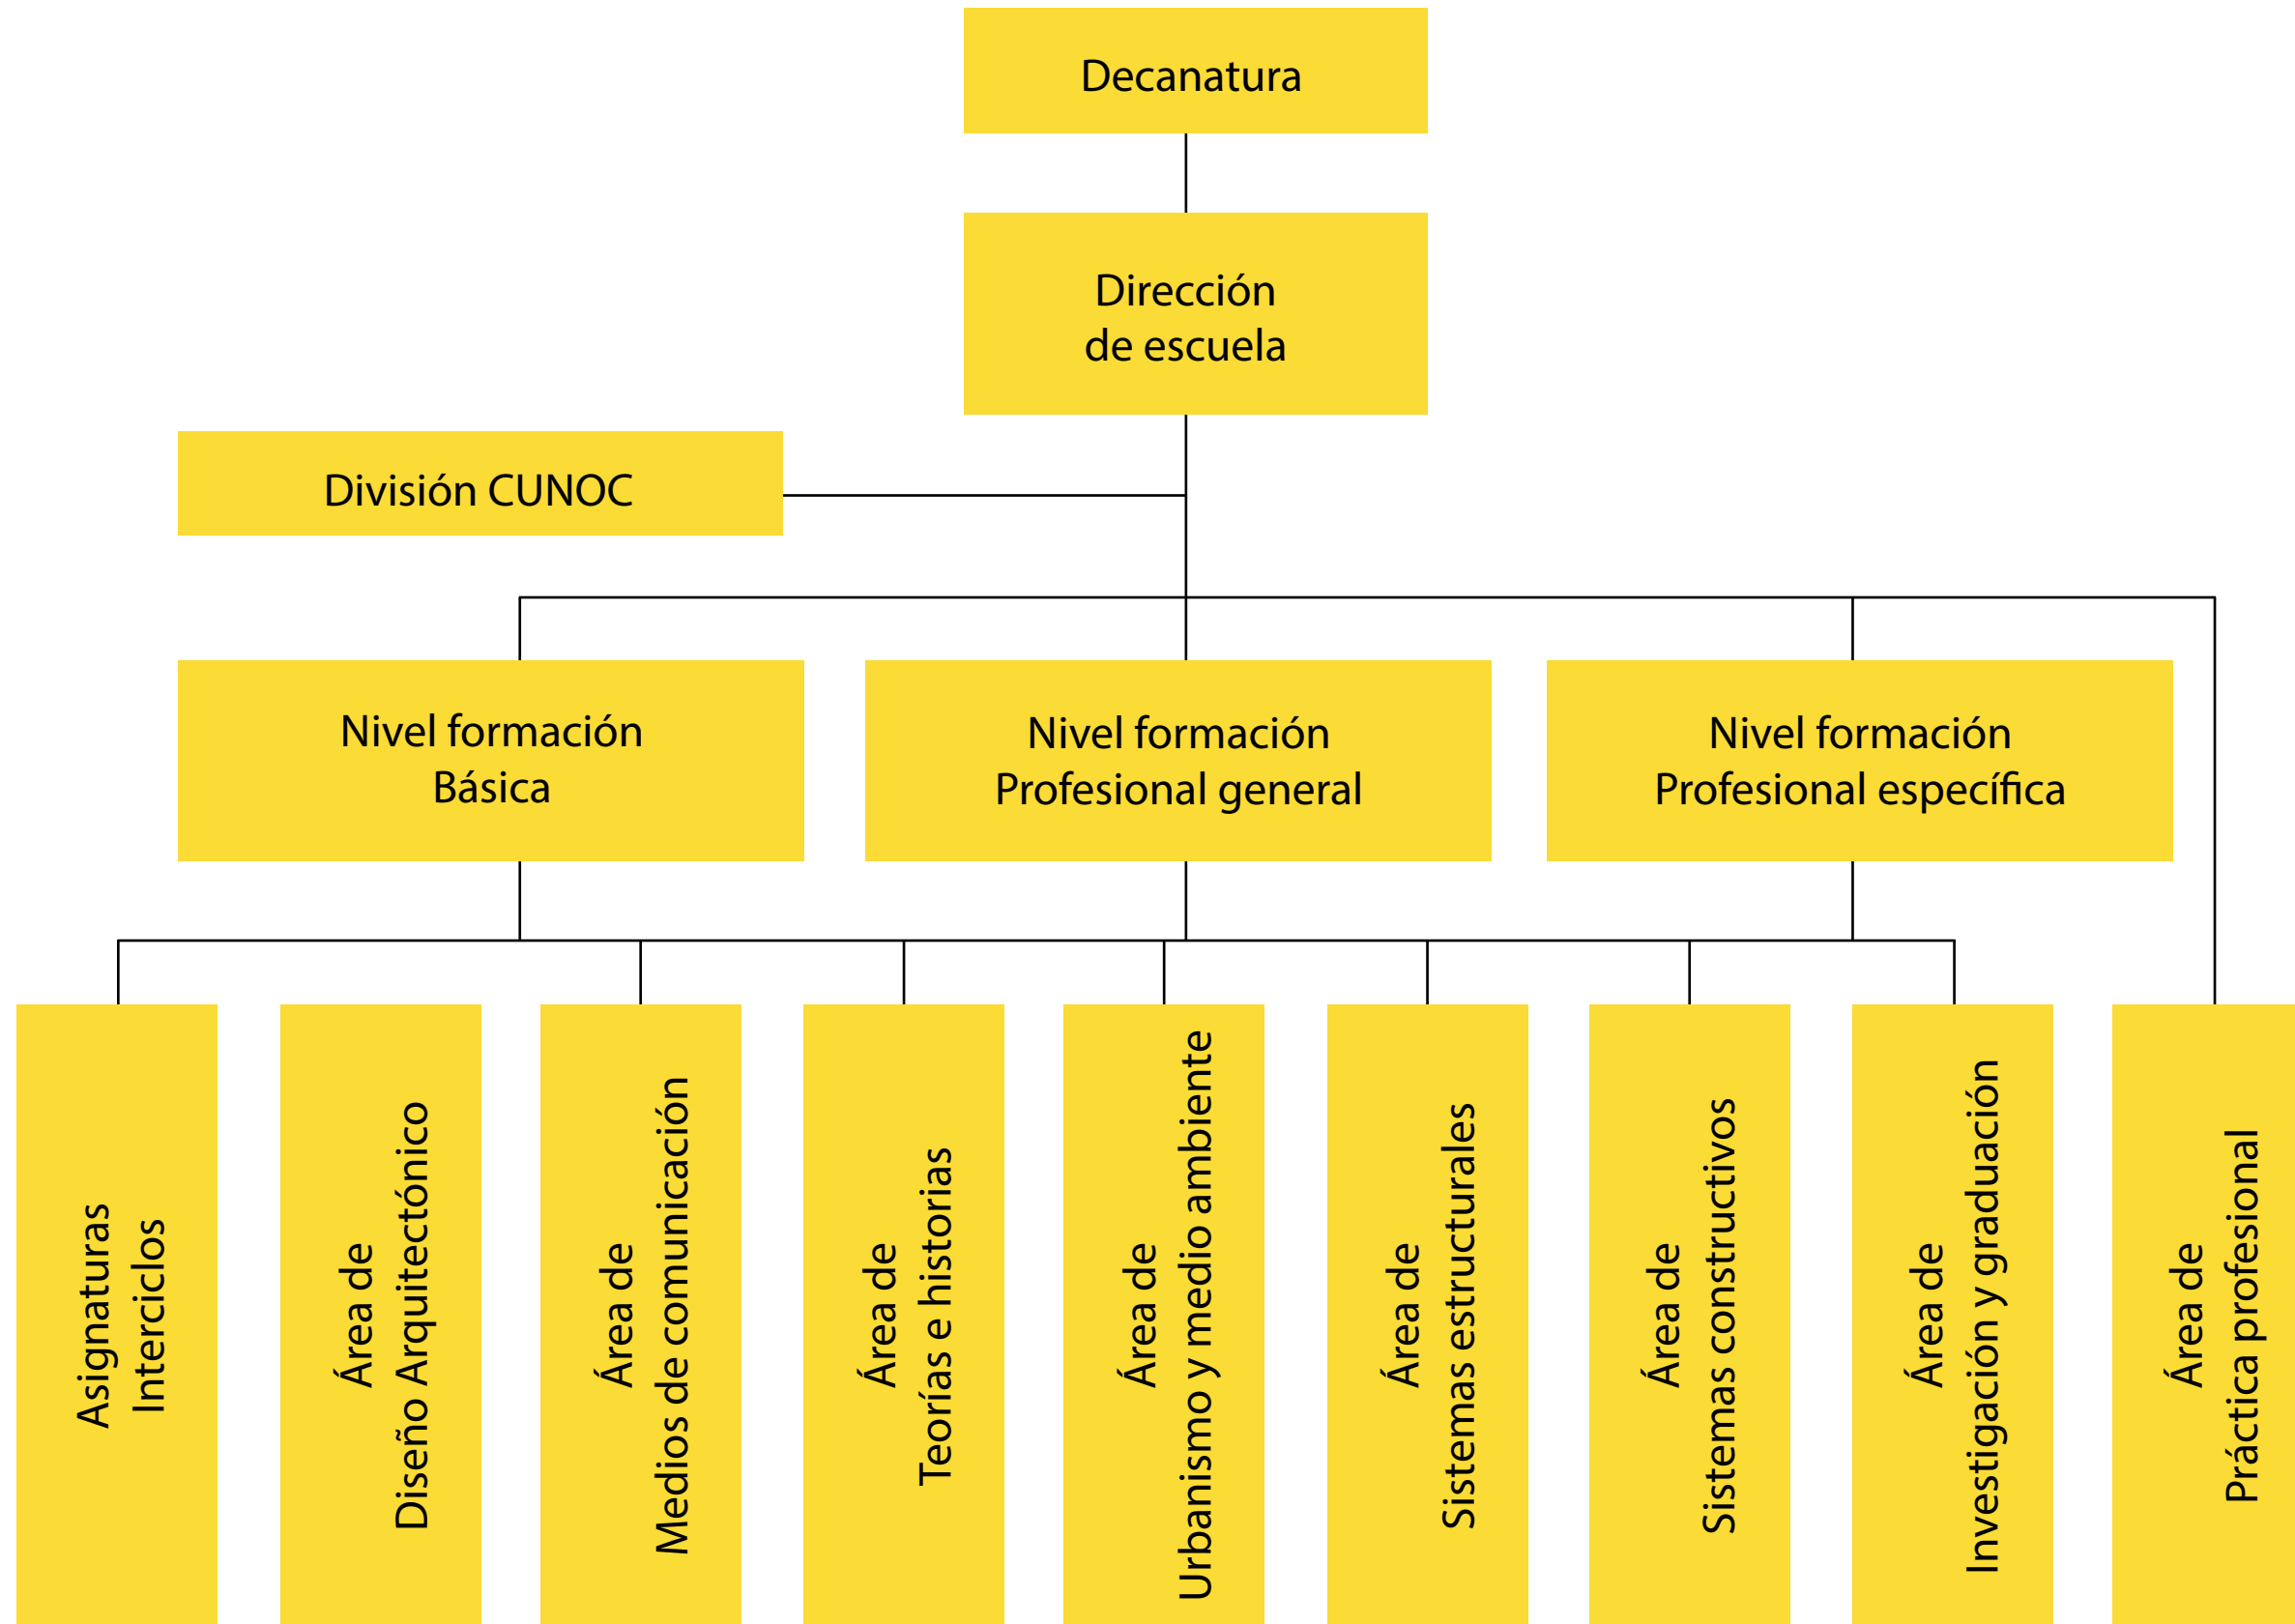 Decanatura
Dirección
de escuela
División CUNOC
Nivel formación
Básica
Nivel formación
Profesional general
Nivel formación
Profesional específica
Asignaturas
Interciclos
Área de
Diseño Arquitectónico
Área de
Medios de comunicación
Área de
Teorías e historias
Área de
Urbanismo y medio ambiente
Área de
Sistemas estructurales
Área de
Sistemas constructivos
Área de
Investigación y graduación
Área de
Práctica profesional